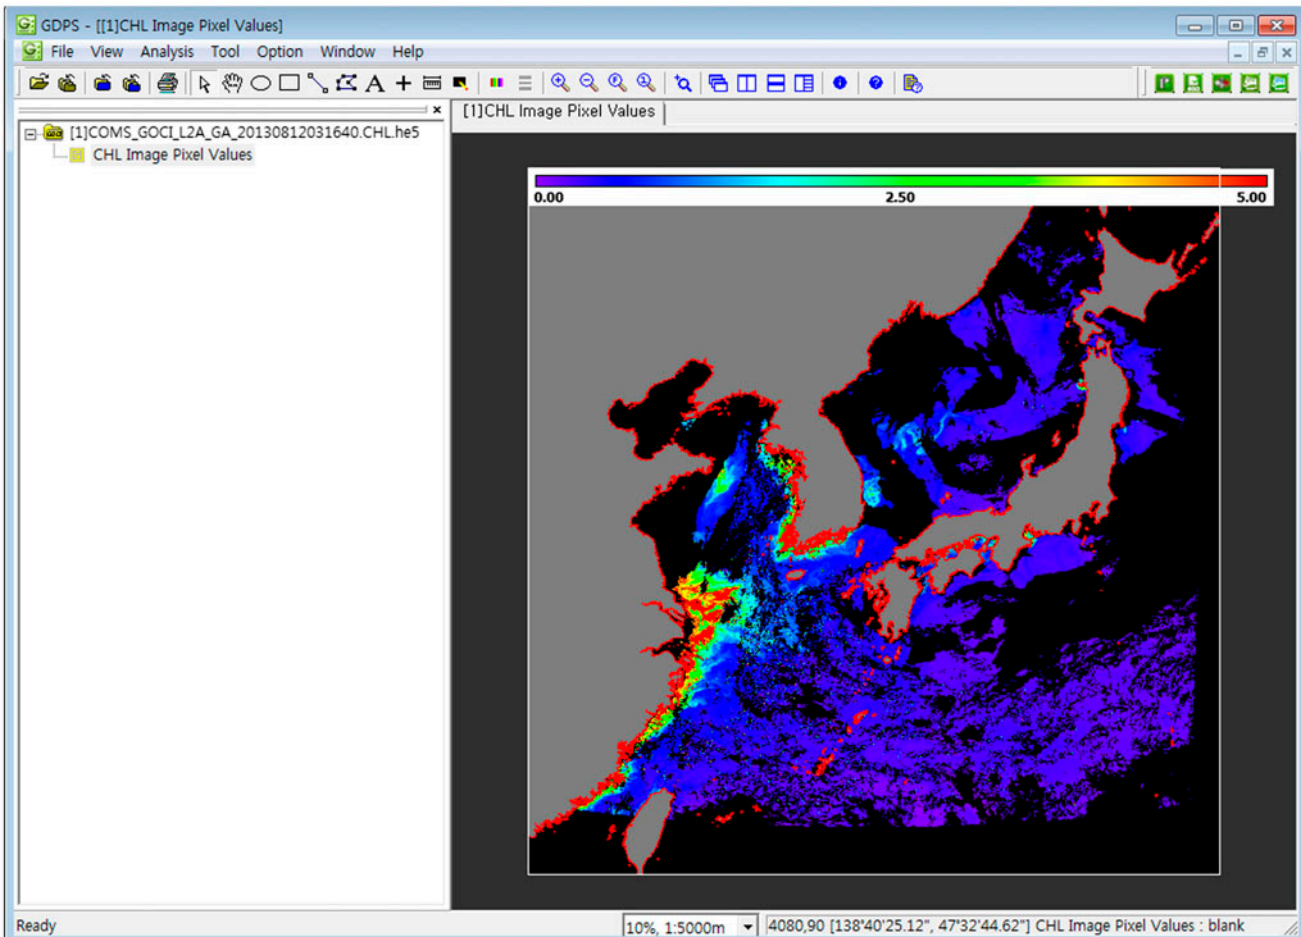 GDPS - [[1]CHL Image Pixel Values]
File View Analysis Tool Option Window Help
[1]CHL Image Pixel Values
[1]COMS_GOCI_L2A_GA_20130812031640.CHL.he5
CHL Image Pixel Values
0.00 2.50 5.00
Ready
10%, 1:5000m
4080,90 [138°40'25.12", 47°32'44.62"] CHL Image Pixel Values : blank